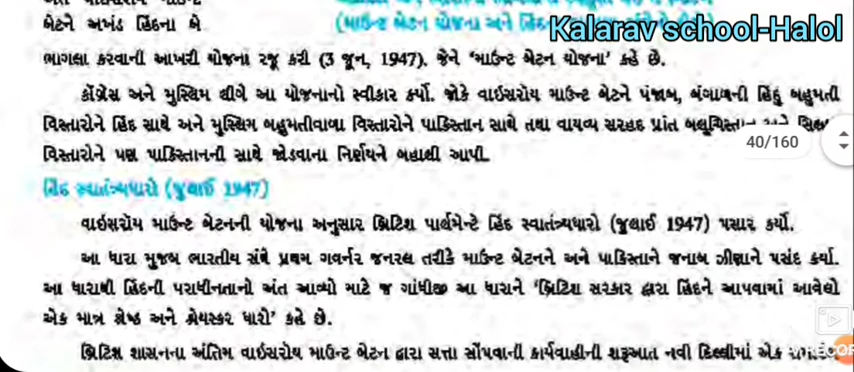 બેટને અખંડ હિંદના બે
Kalarav school-Halol
ભાગલા કરવાની આખરી યોજના રજૂ કરી (3 જૂન, 1947). જેને 'માઉન્ટ બેટન યોજના' કહે છે.
કૉંગ્રેસ અને મુસ્લિમ લીગે આ યોજનાનો સ્વીકાર કર્યો. જોકે વાઇસરૉય માઉન્ટ બેટને પંજાબ, બંગાળની હિંદુ બહુમતી
વિસ્તારોને હિંદ સાથે અને મુસ્લિમ બહુમતીવાળા વિસ્તારોને પાકિસ્તાન સાથે તથા વાયવ્ય સરહદ પ્રાંત
40/160
વિસ્તારોને પણ પાકિસ્તાનની સાથે જોડવાના નિર્ણયને બહાલી આપી.
હિંદ સ્વાતંત્ર્યધારો (જુલાઈ 1947)
વાઇસરૉય માઉન્ટ બેટનની યોજના અનુસાર બ્રિટિશ પાર્લમેન્ટે હિંદ સ્વાતંત્ર્યધારો (જુલાઈ 1947) પસાર કર્યો.
આ ધારા મુજબ ભારતીય સંઘે પ્રથમ ગવર્નર જનરલ તરીકે માઉન્ટ બેટનને અને પાકિસ્તાને જનાબ ઝીણાને પસંદ કર્યા.
આ ધારાથી હિંદની પરાધીનતાનો અંત આવ્યો માટે જ ગાંધીજી આ ધારાને 'બ્રિટિશ સરકાર દ્વારા હિંદને આપવામાં આવેલો
એક માત્ર શ્રેષ્ઠ અને શ્રેયસ્કર ધારો' કહે છે.
બ્રિટિશ શાસનના અંતિમ વાઇસરૉય માઉન્ટ બેટન દ્વારા સત્તા સોંપવાની કાર્યવાહીની શરૂઆત નવી દિલ્લીમાં એક